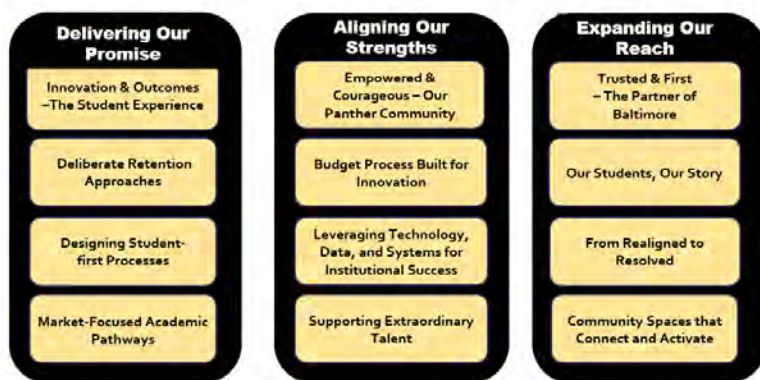 Delivering Our
Promise
Innovation & Outcomes
–The Student Experience
Deliberate Retention
Approaches
Designing Student-
first Processes
Market-Focused Academic
Pathways
Aligning Our
Strengths
Empowered &
Courageous – Our
Panther Community
Budget Process Built for
Innovation
Leveraging Technology,
Data, and Systems for
Institutional Success
Supporting Extraordinary
Talent
Expanding Our
Reach
Trusted & First
– The Partner of
Baltimore
Our Students, Our Story
From Realigned to
Resolved
Community Spaces that
Connect and Activate